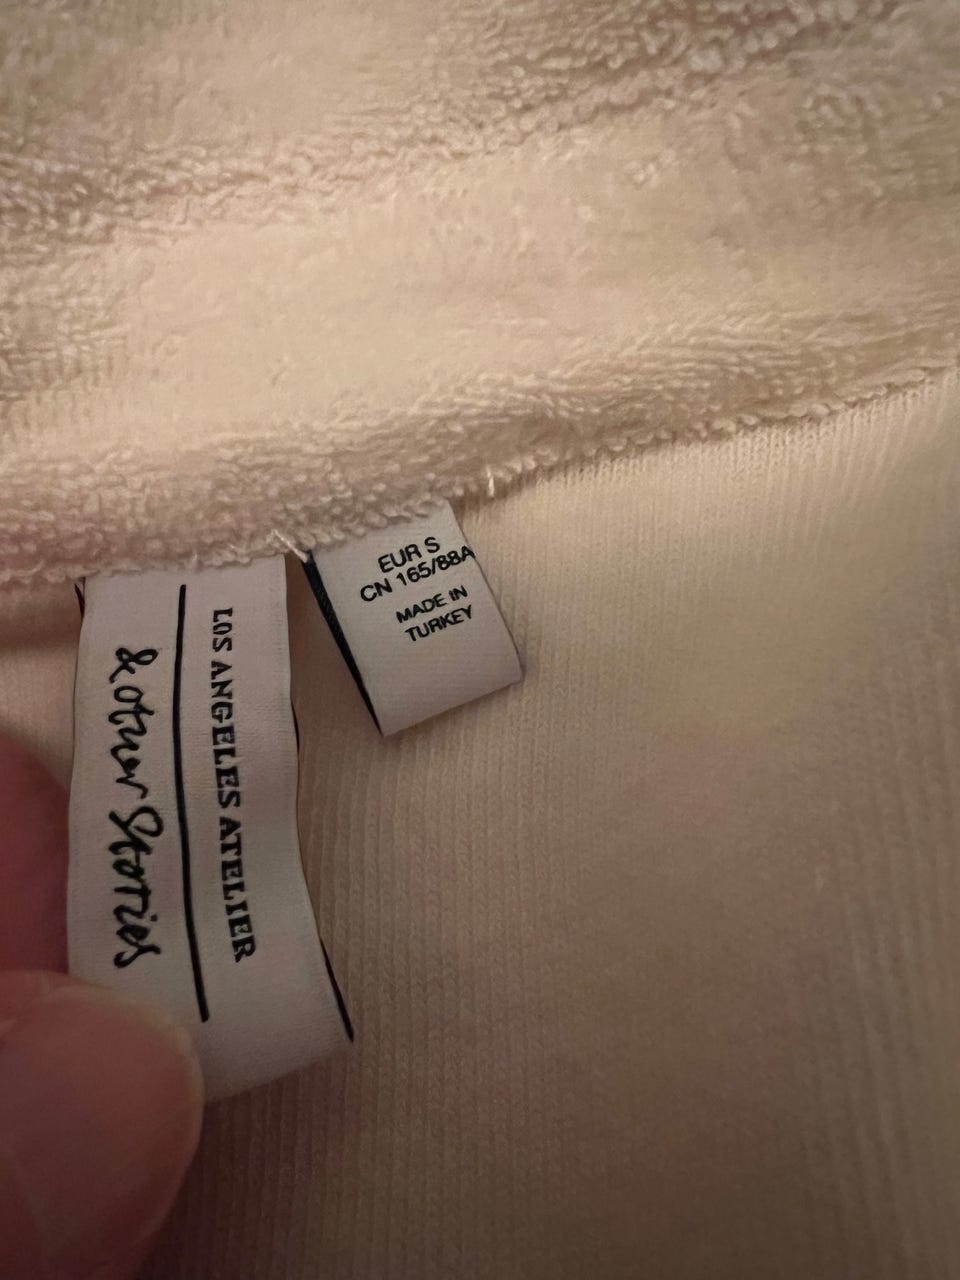 & Other Stories
LOS ANGELES ATELIER
EUR S
CN 165/88A
MADE IN
TURKEY